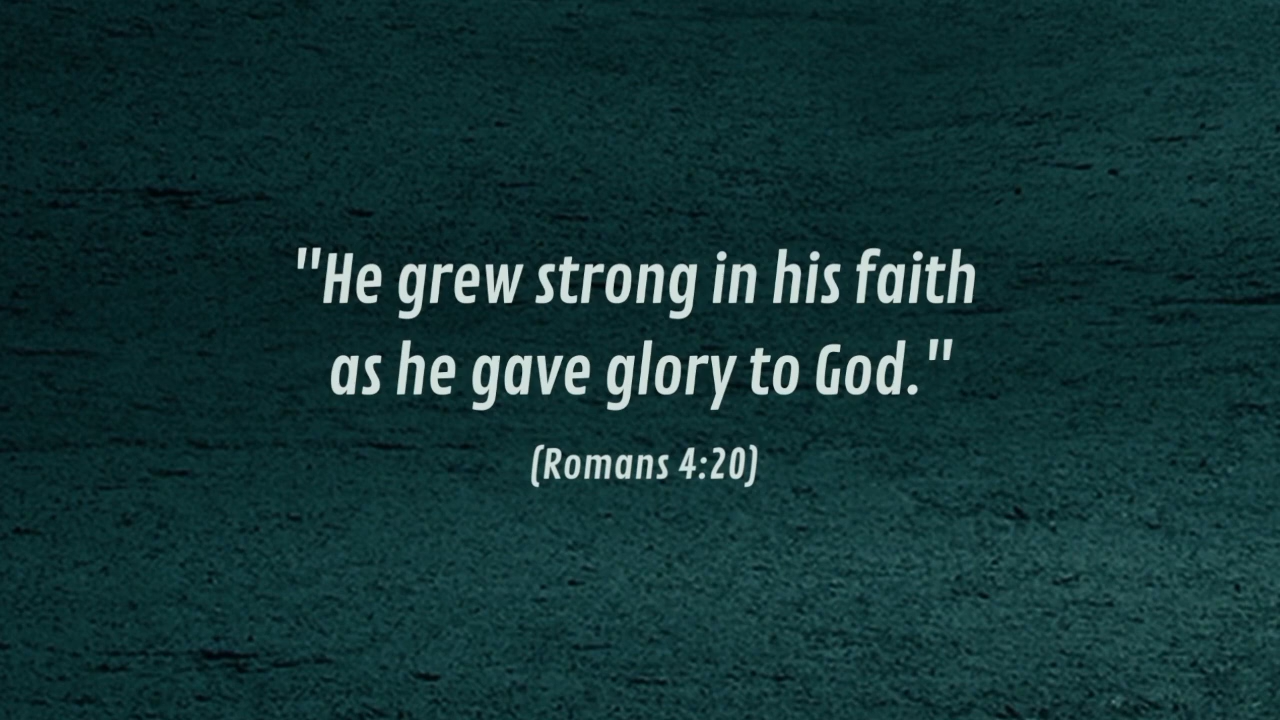 "He grew strong in his faith
as he gave glory to God."
(Romans 4:20)